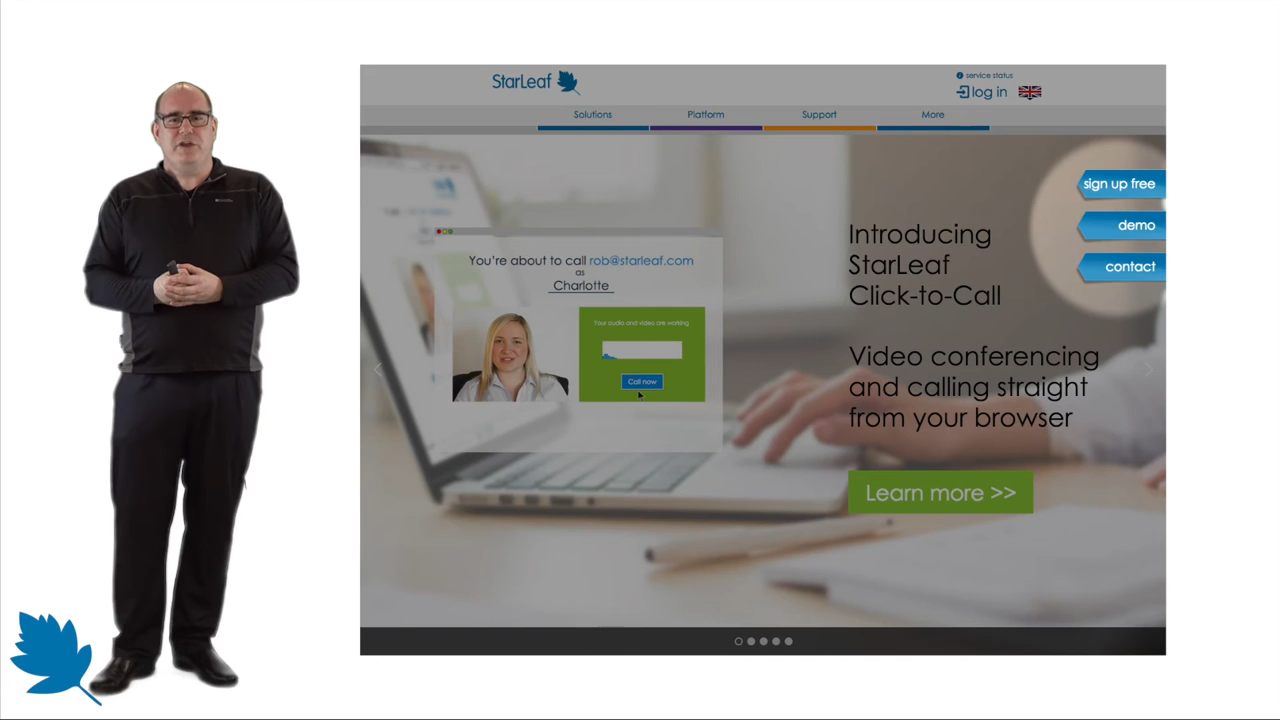 StarLeaf
service status
log in
Solutions
Platform
Support
More
sign up free
demo
contact
You're about to call rob@starleaf.com
as
Charlotte
Your audio and video are working
Call now
Introducing
StarLeaf
Click-to-Call
Video conferencing
and calling straight
from your browser
Learn more >>